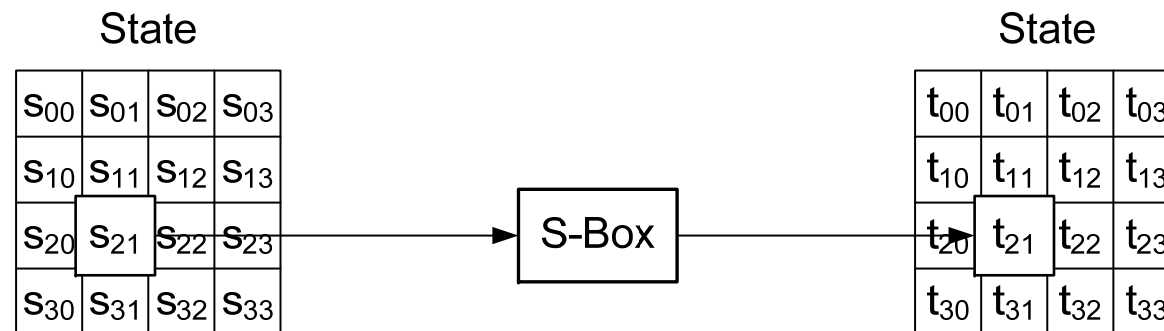 State State
s00 s01 s02 s03 t00 t01 t02 t03
s10 s11 s12 s13 t10 t11 t12 t13
s20 s21 s22 s23 S-Box t20 t21 t22 t23
s30 s31 s32 s33 t30 t31 t32 t33